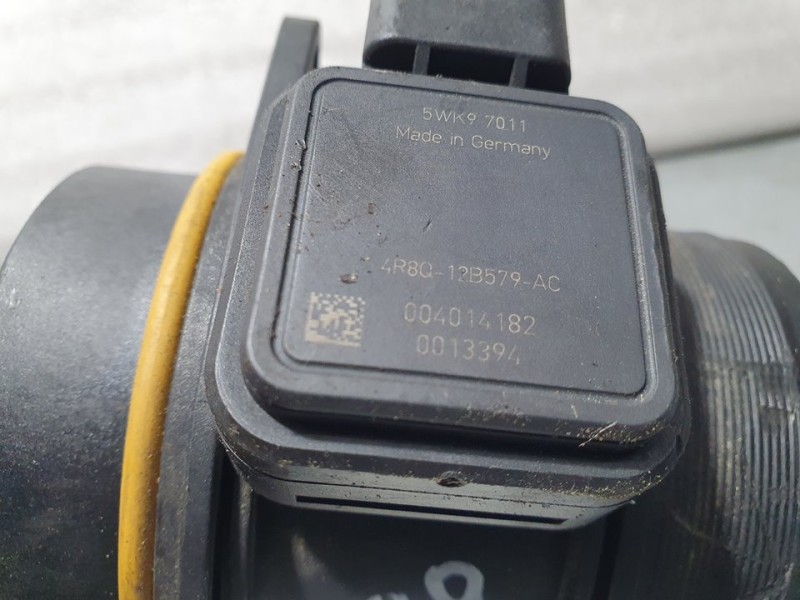 5WK9 7011
Made in Germany
4R8Q-12B579-AC
004014182
0013394